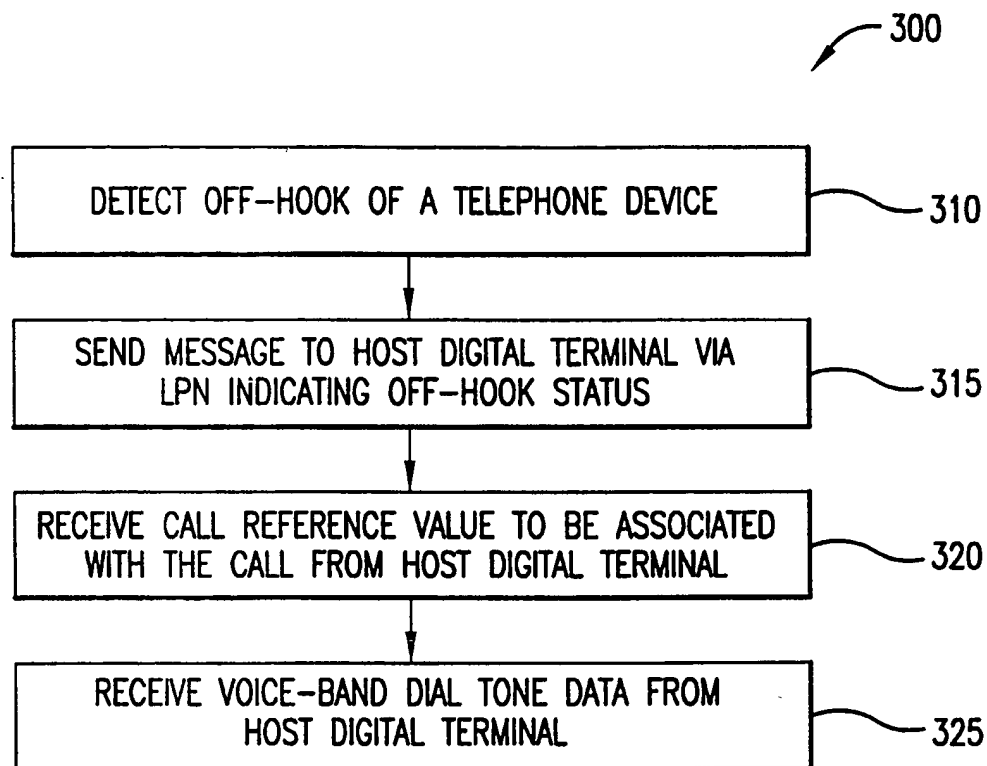 300
DETECT OFF-HOOK OF A TELEPHONE DEVICE
310
SEND MESSAGE TO HOST DIGITAL TERMINAL VIA
LPN INDICATING OFF-HOOK STATUS
315
RECEIVE CALL REFERENCE VALUE TO BE ASSOCIATED
WITH THE CALL FROM HOST DIGITAL TERMINAL
320
RECEIVE VOICE-BAND DIAL TONE DATA FROM
HOST DIGITAL TERMINAL
325